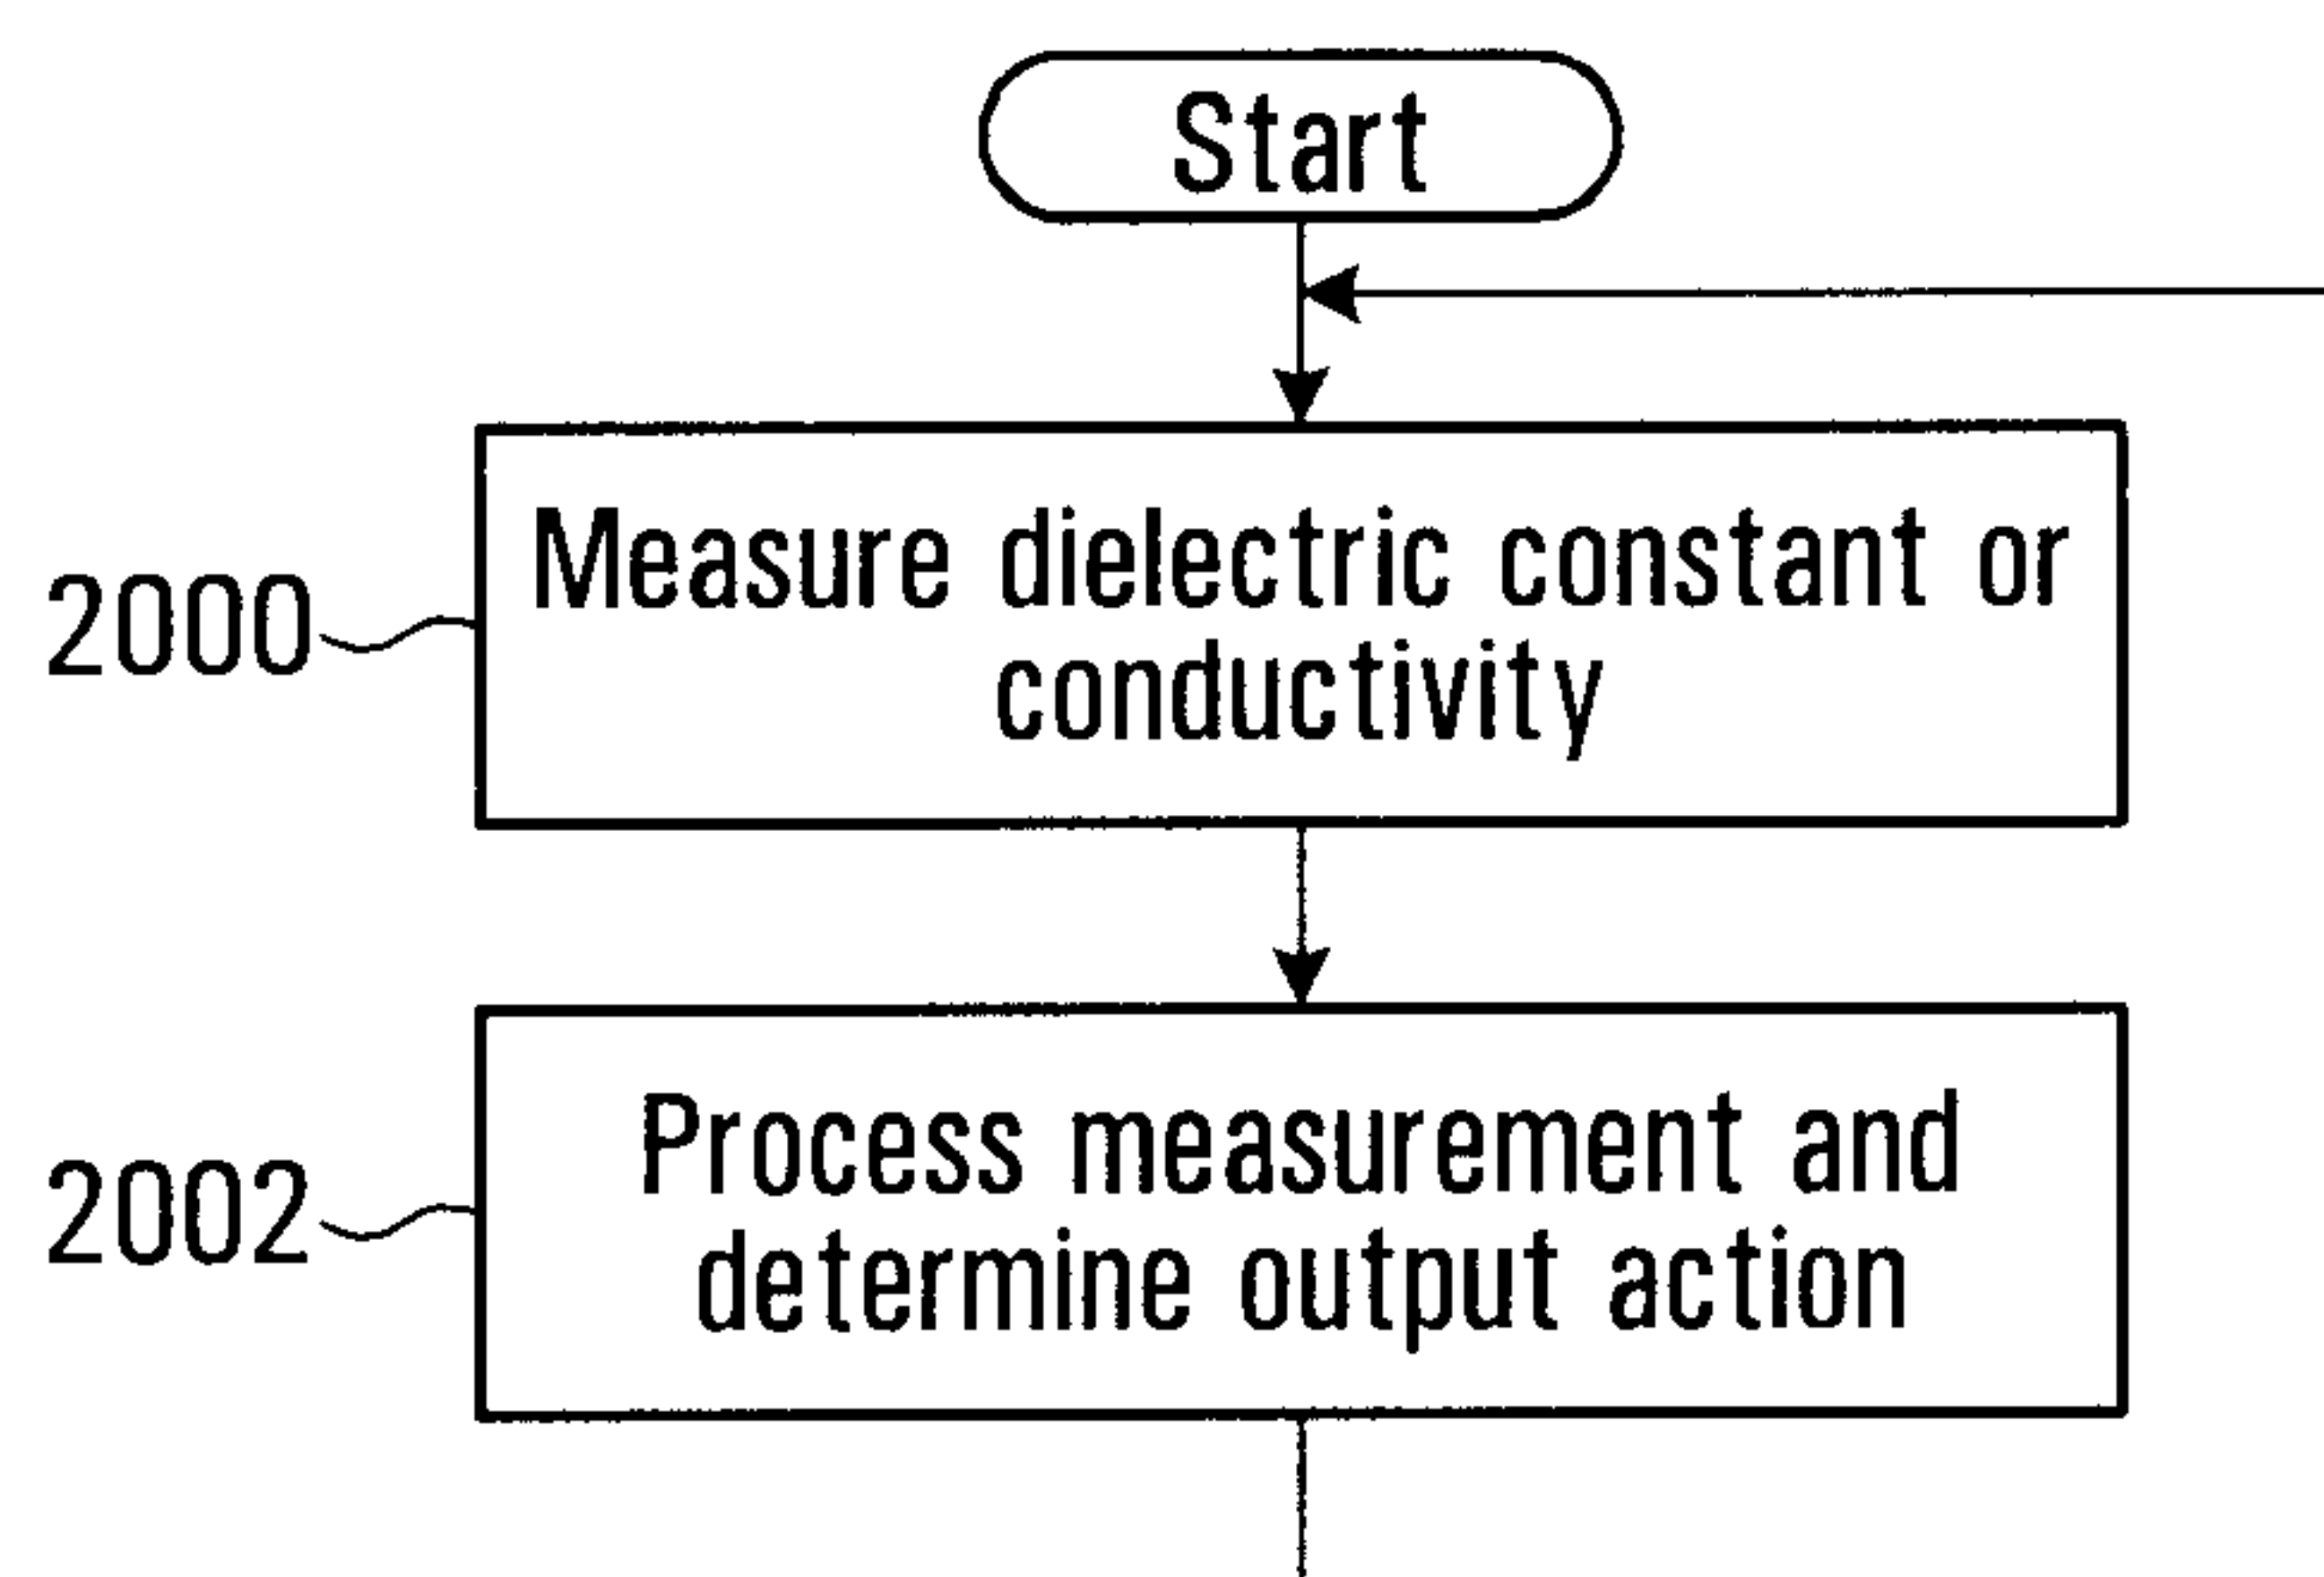 Start
2000
Measure dielectric constant or
conductivity
2002
Process measurement and
determine output action